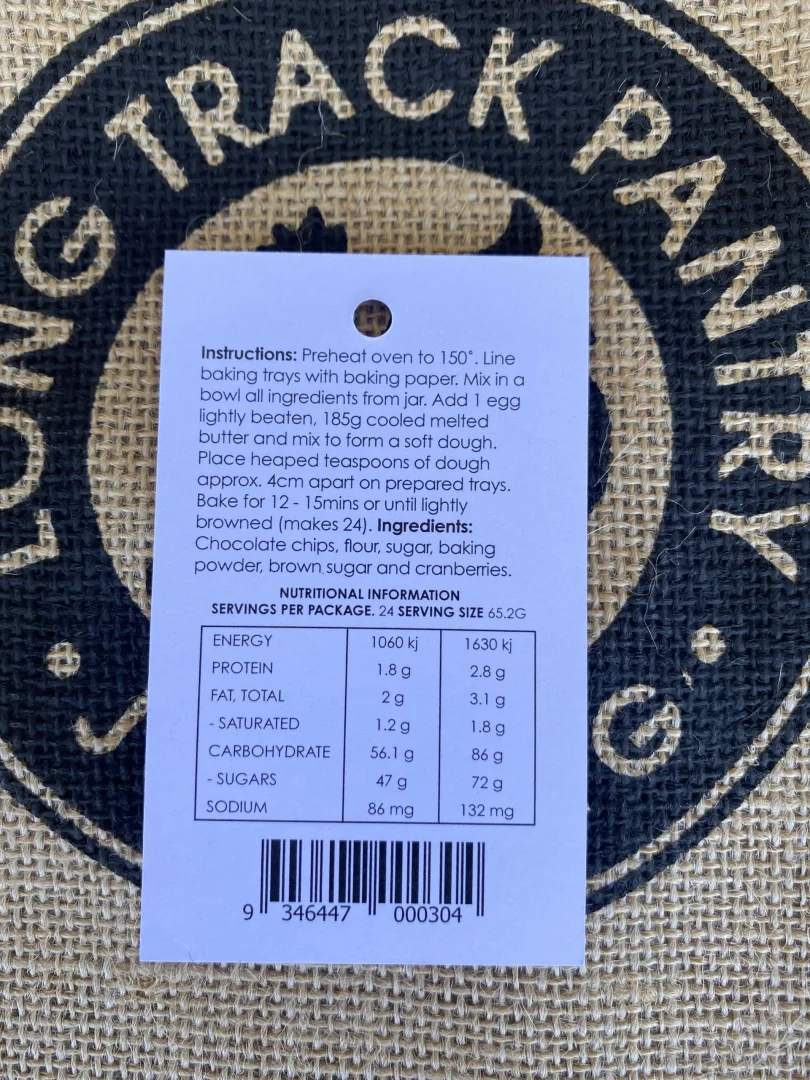 LONG TRACK PANTRY
Instructions: Preheat oven to 150°. Line
baking trays with baking paper. Mix in a
bowl all ingredients from jar. Add 1 egg
lightly beaten, 185g cooled melted
butter and mix to form a soft dough.
Place heaped teaspoons of dough
approx. 4cm apart on prepared trays.
Bake for 12 - 15mins or until lightly
browned (makes 24). Ingredients:
Chocolate chips, flour, sugar, baking
powder, brown sugar and cranberries.
NUTRITIONAL INFORMATION
SERVINGS PER PACKAGE. 24 SERVING SIZE 65.2G
ENERGY 1060 kj 1630 kj
PROTEIN 1.8 g 2.8 g
FAT, TOTAL 2 g 3.1 g
- SATURATED 1.2 g 1.8 g
CARBOHYDRATE 56.1 g 86 g
- SUGARS 47 g 72 g
SODIUM 86 mg 132 mg
9 346447 000304